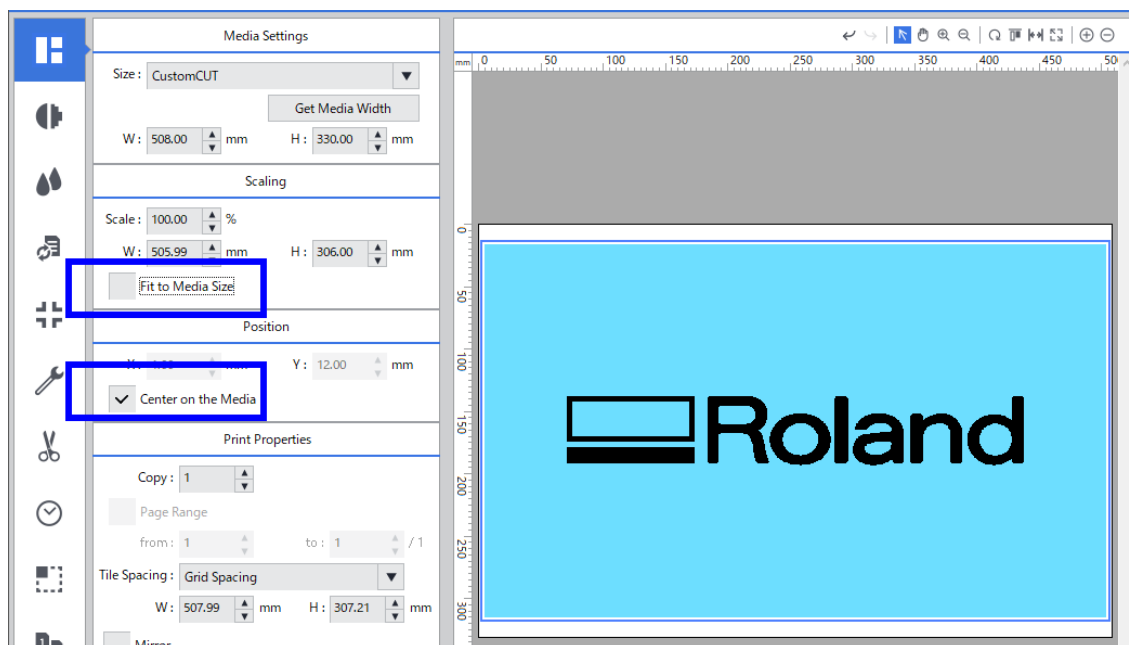 Media Settings
Size : CustomCUT
Get Media Width
W : 508.00 mm H : 330.00 mm
Scaling
Scale : 100.00 %
W : 505.99 mm H : 306.00 mm
Fit to Media Size
Position
Y : 12.00 mm
Center on the Media
Print Properties
Copy : 1
Page Range
from : 1 to : 1 / 1
Tile Spacing : Grid Spacing
W : 507.99 mm H : 307.21 mm
Mirror
mm 0 50 100 150 200 250 300 350 400 450 50
0
50
100
150
200
250
300
Roland